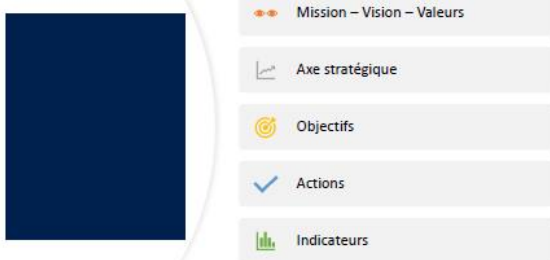 Mission – Vision – Valeurs
Axe stratégique
Objectifs
Actions
Indicateurs